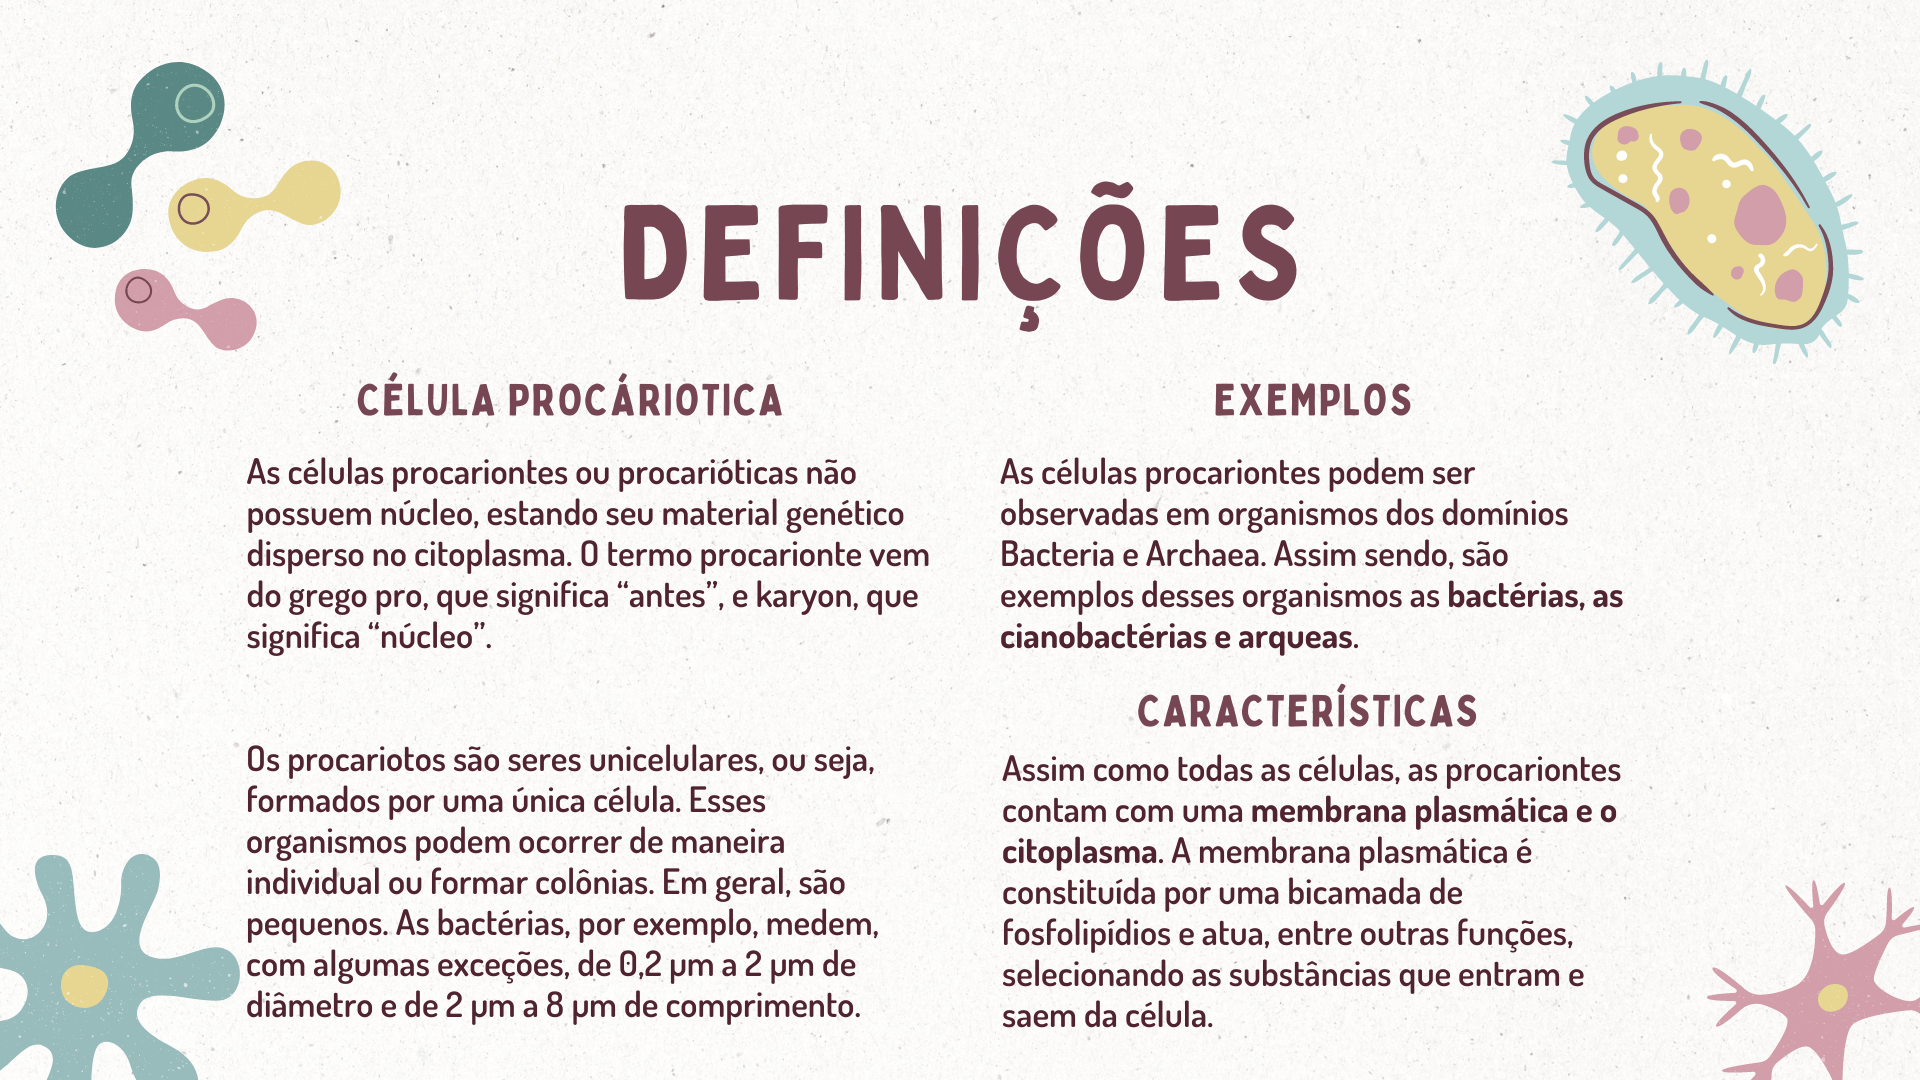 DEFINIÇÕES
CÉLULA PROCÁRIOTICA
As células procariontes ou procarióticas não
possuem núcleo, estando seu material genético
disperso no citoplasma. O termo procarionte vem
do grego pro, que significa “antes”, e karyon, que
significa “núcleo”.
Os procariotos são seres unicelulares, ou seja,
formados por uma única célula. Esses
organismos podem ocorrer de maneira
individual ou formar colônias. Em geral, são
pequenos. As bactérias, por exemplo, medem,
com algumas exceções, de 0,2 µm a 2 µm de
diâmetro e de 2 µm a 8 µm de comprimento.
EXEMPLOS
As células procariontes podem ser
observadas em organismos dos domínios
Bacteria e Archaea. Assim sendo, são
exemplos desses organismos as bactérias, as
cianobactérias e arqueas.
CARACTERÍSTICAS
Assim como todas as células, as procariontes
contam com uma membrana plasmática e o
citoplasma. A membrana plasmática é
constituída por uma bicamada de
fosfolipídios e atua, entre outras funções,
selecionando as substâncias que entram e
saem da célula.